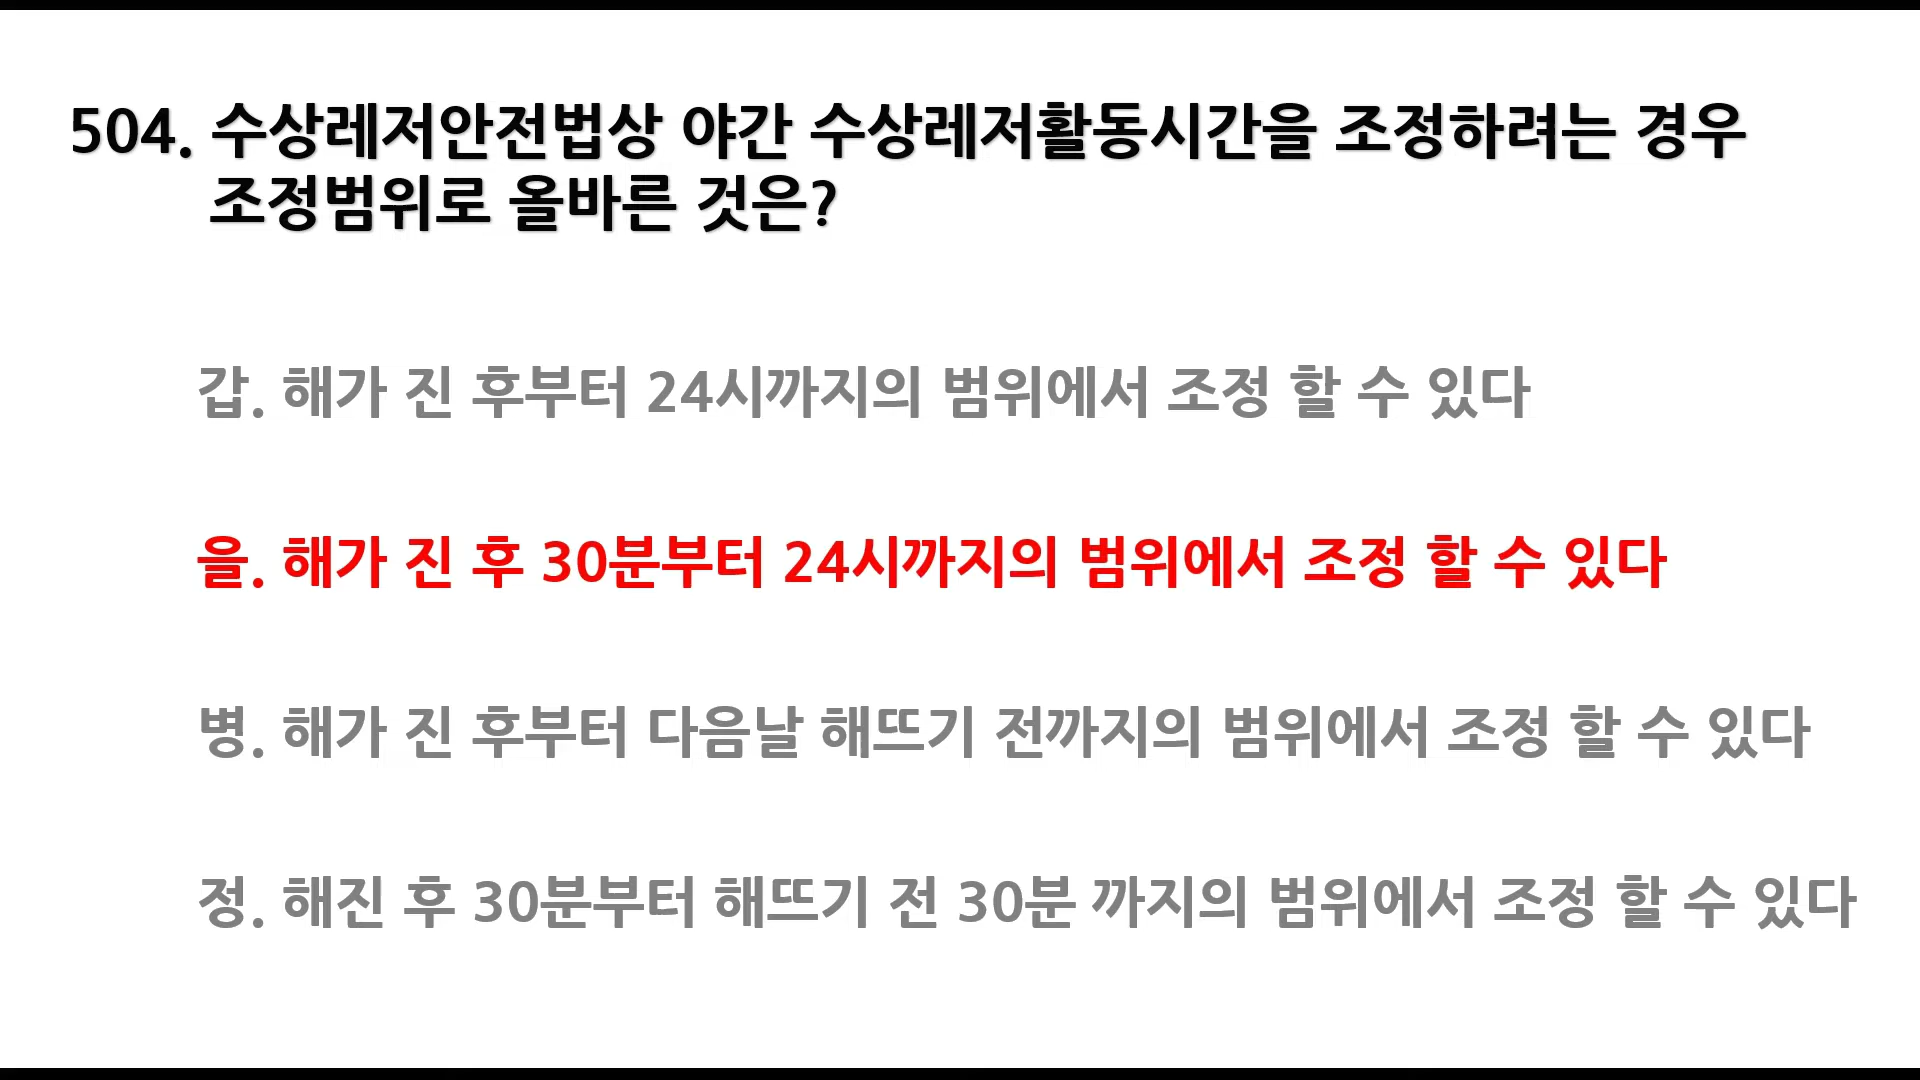 504. 수상레저안전법상 야간 수상레저활동시간을 조정하려는 경우
조정범위로 올바른 것은?
갑. 해가 진 후부터 24시까지의 범위에서 조정 할 수 있다
을. 해가 진 후 30분부터 24시까지의 범위에서 조정 할 수 있다
병. 해가 진 후부터 다음날 해뜨기 전까지의 범위에서 조정 할 수 있다
정. 해진 후 30분부터 해뜨기 전 30분 까지의 범위에서 조정 할 수 있다